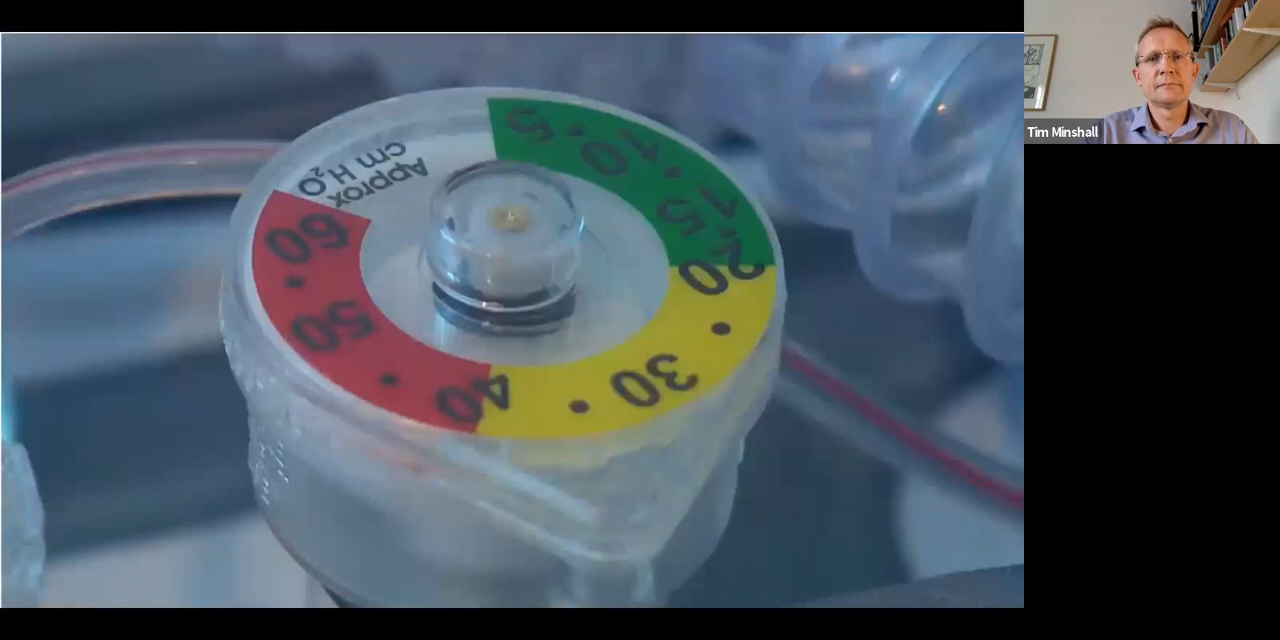 Approx
cm H₂O
5 • 10 • 15 • 20 • 30 • 40 • 50 • 60
Tim Minshall